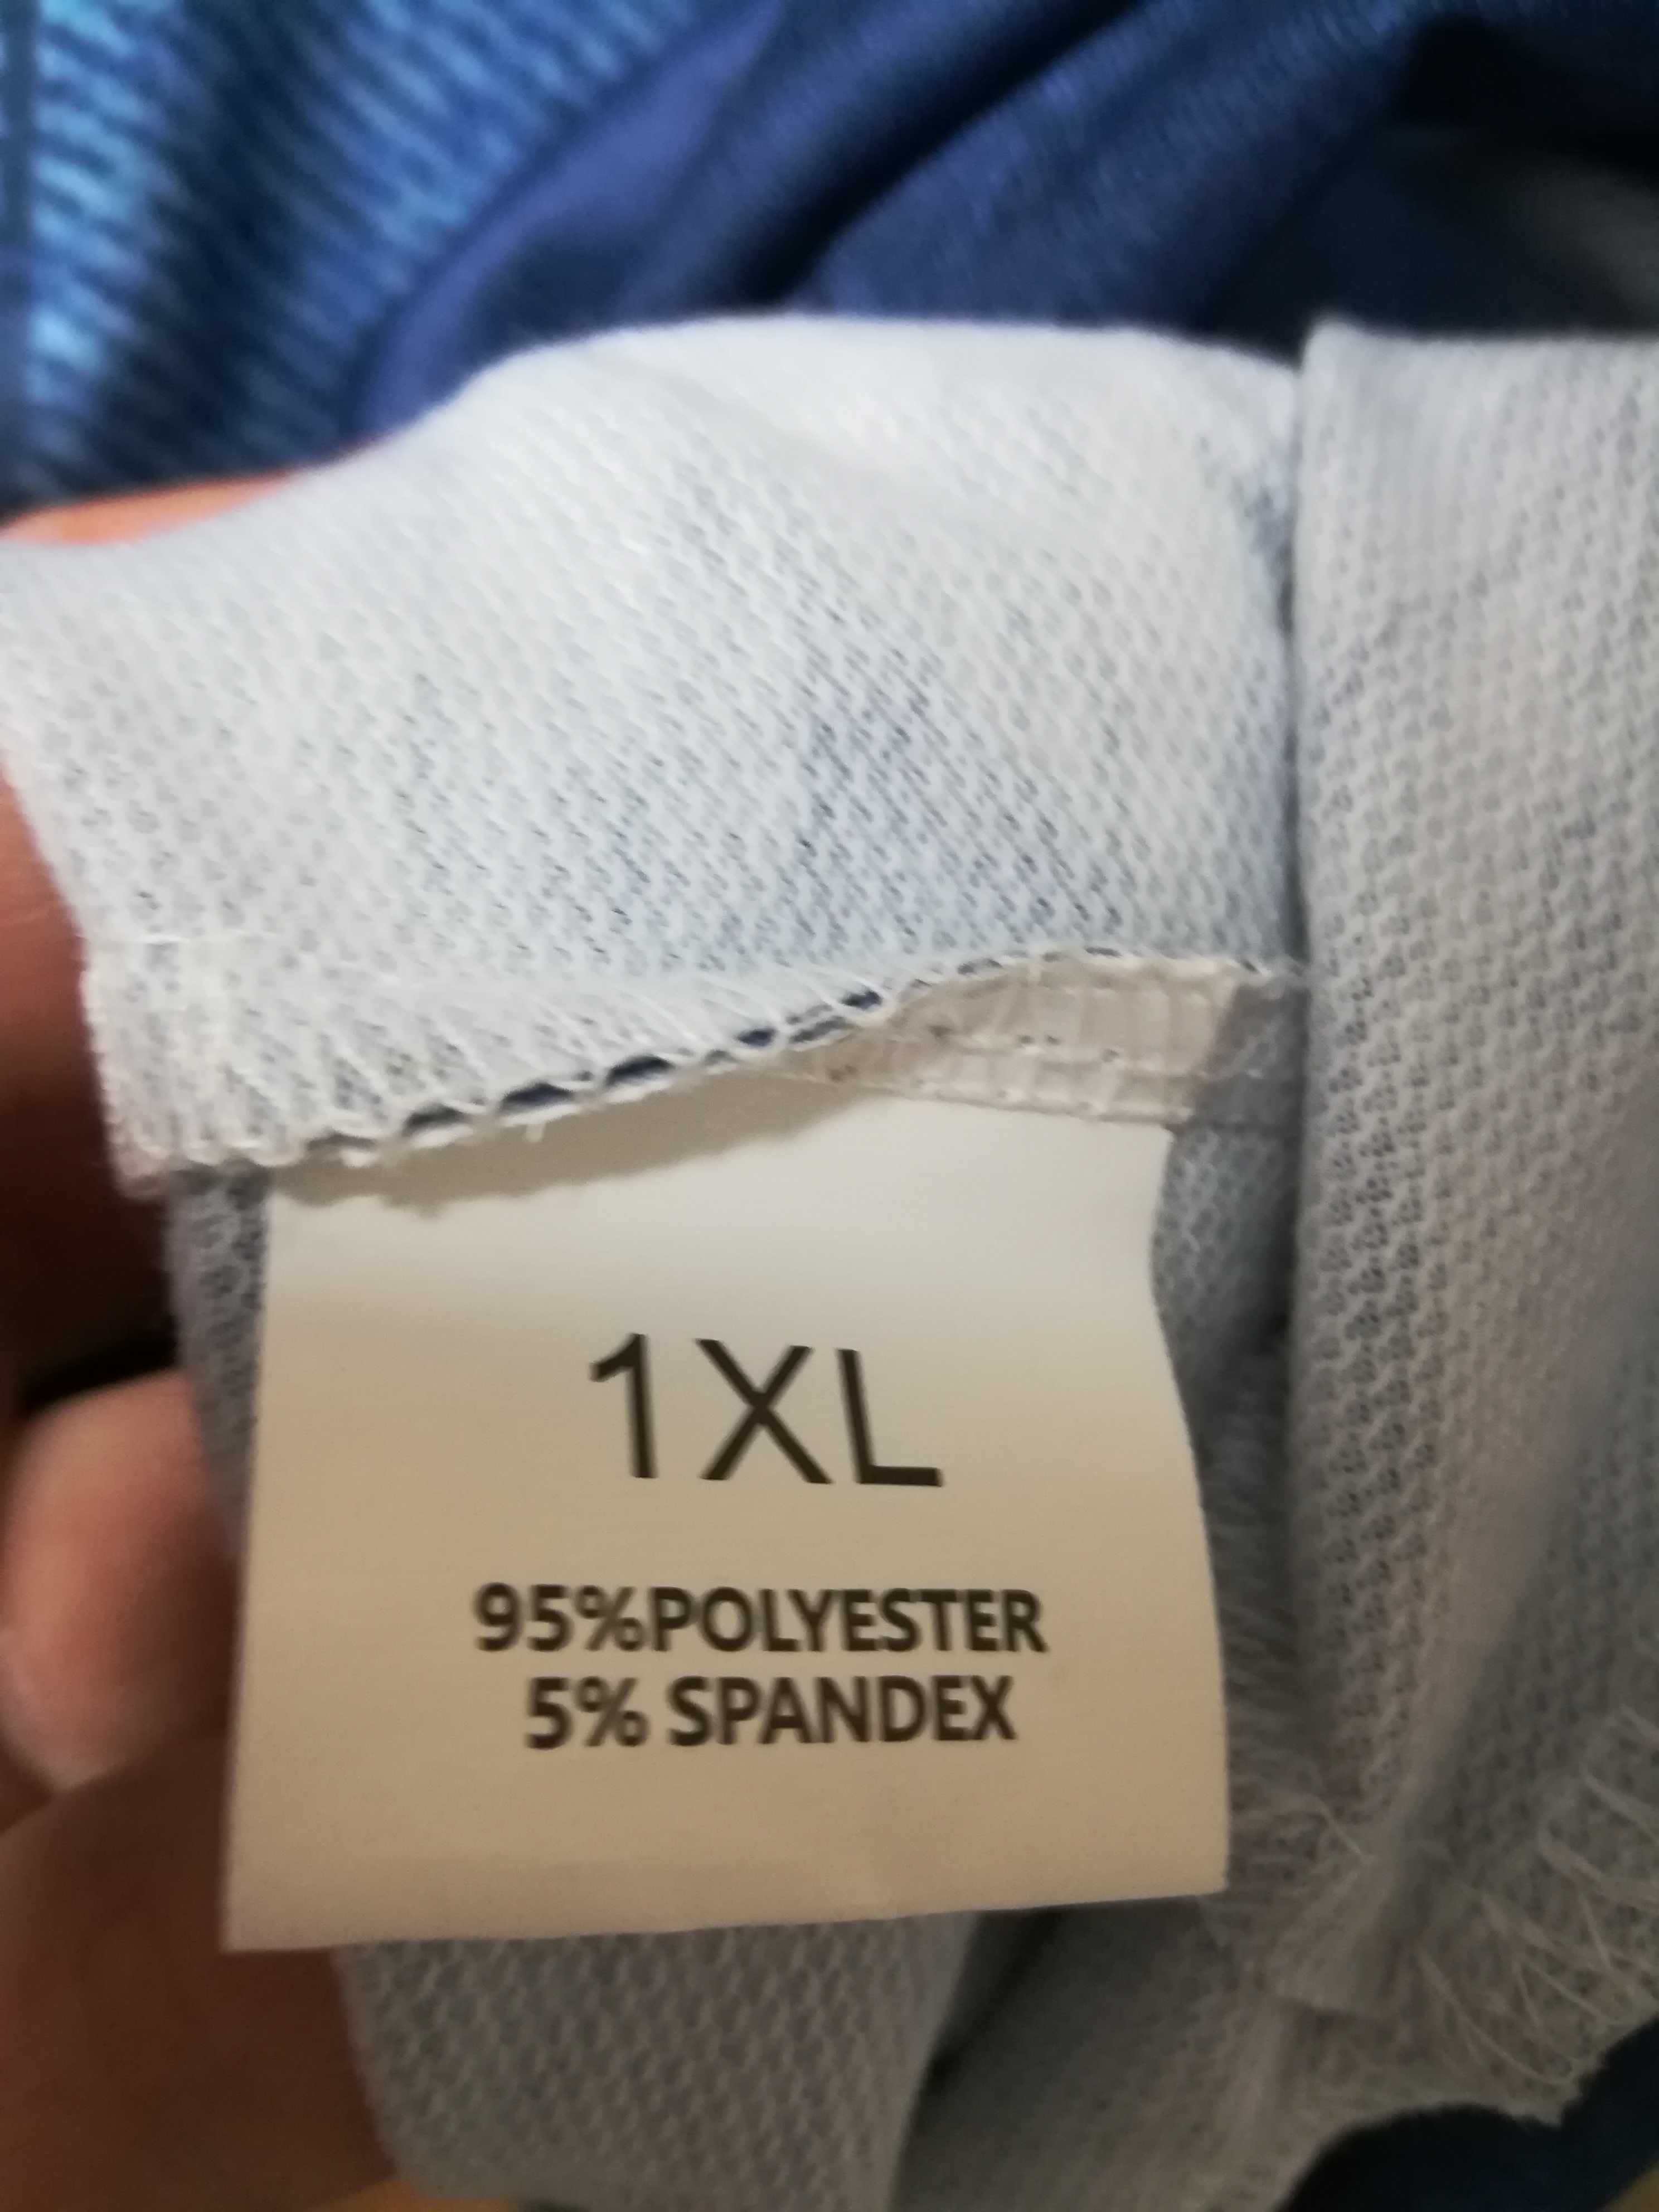 1XL
95%POLYESTER
5% SPANDEX